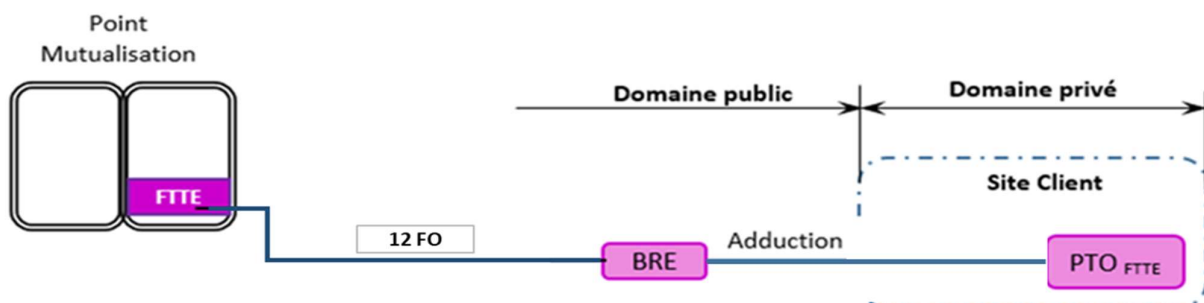 Point
Mutualisation
Domaine public
Domaine privé
Site Client
FTTE
12 FO
BRE
Adduction
PTO FTTE